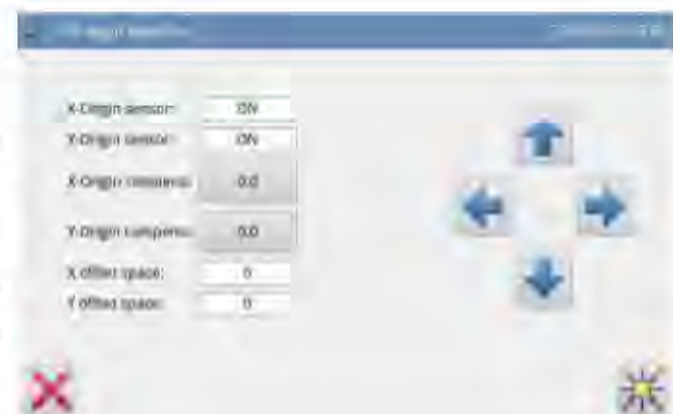 X-Origin sensor: ON
Y-Origin sensor: ON
X-Origin compens: 0.0
Y-Origin compens: 0.0
X offset space: 0
Y offset space: 0